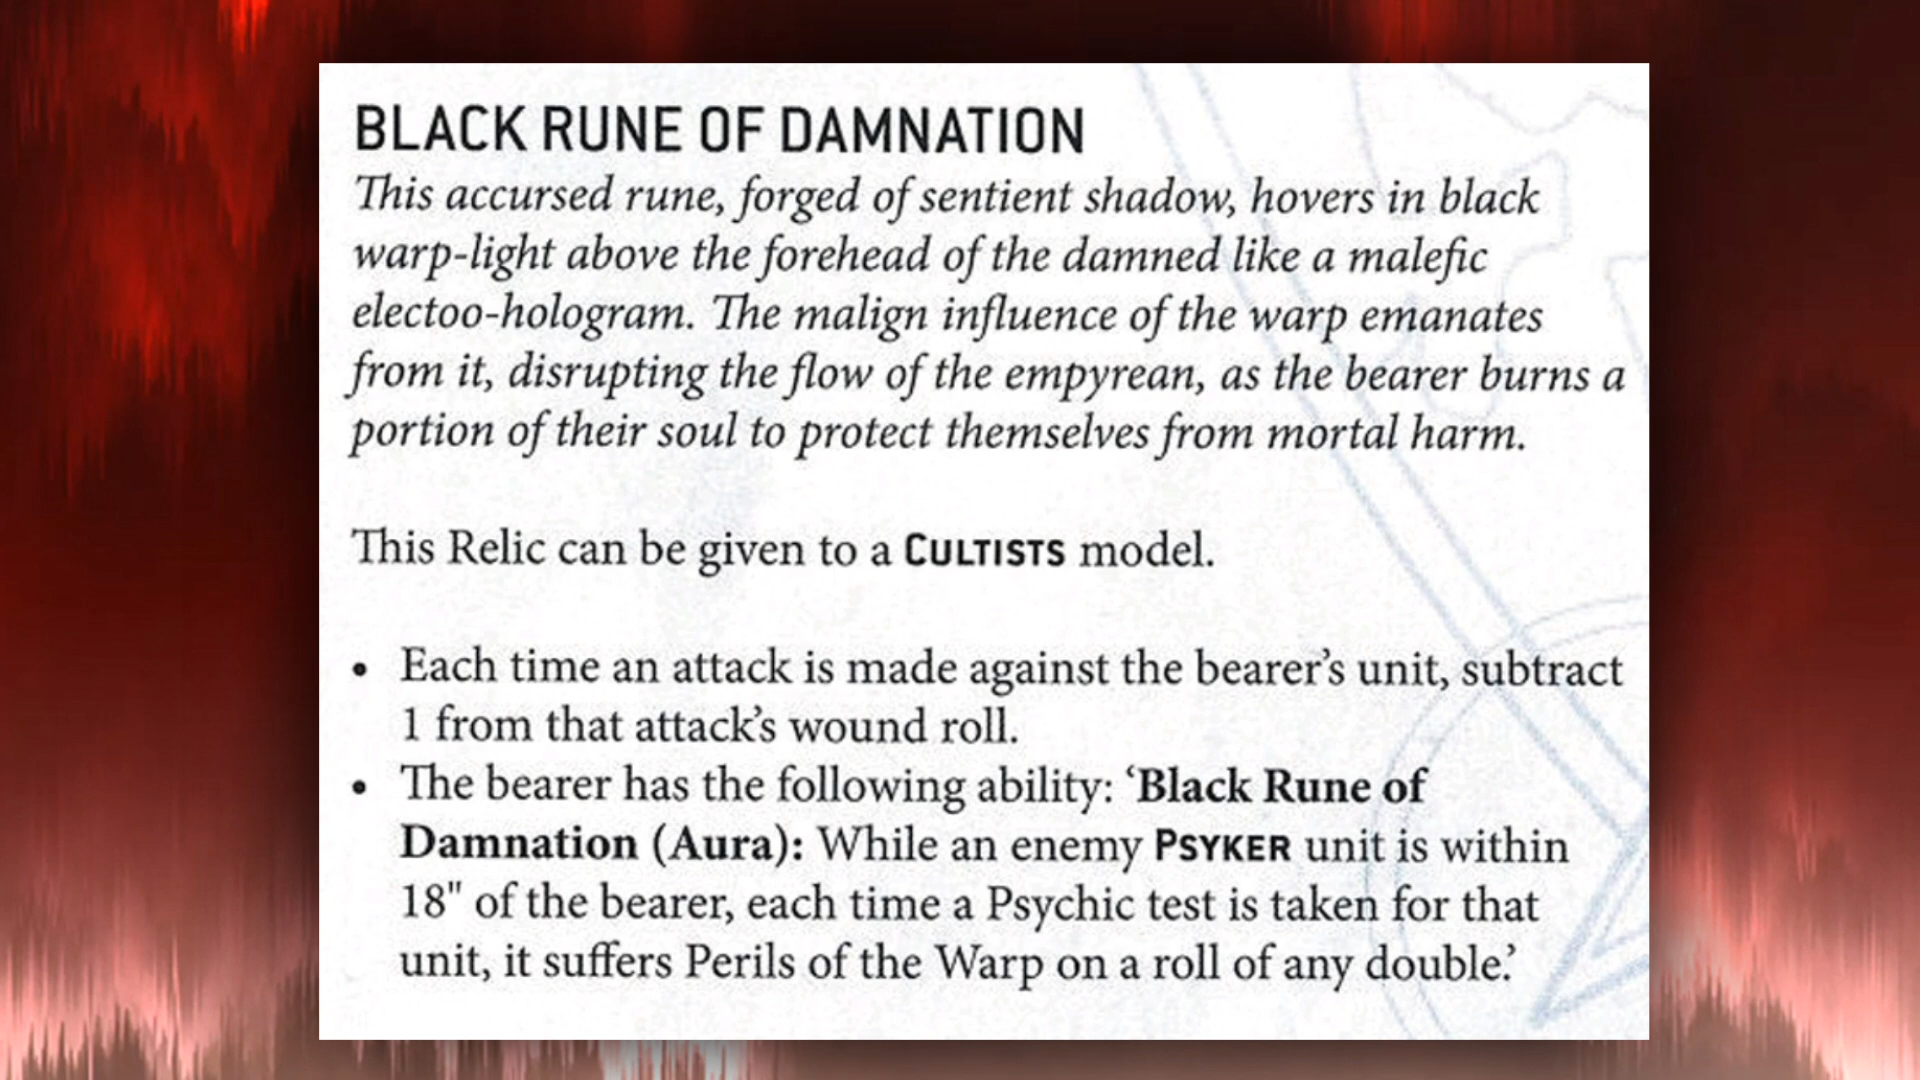 BLACK RUNE OF DAMNATION
This accursed rune, forged of sentient shadow, hovers in black
warp-light above the forehead of the damned like a malefic
electoo-hologram. The malign influence of the warp emanates
from it, disrupting the flow of the empyrean, as the bearer burns a
portion of their soul to protect themselves from mortal harm.
This Relic can be given to a CULTISTS model.
• Each time an attack is made against the bearer’s unit, subtract
1 from that attack’s wound roll.
• The bearer has the following ability: ‘Black Rune of
Damnation (Aura): While an enemy PSYKER unit is within
18" of the bearer, each time a Psychic test is taken for that
unit, it suffers Perils of the Warp on a roll of any double.’